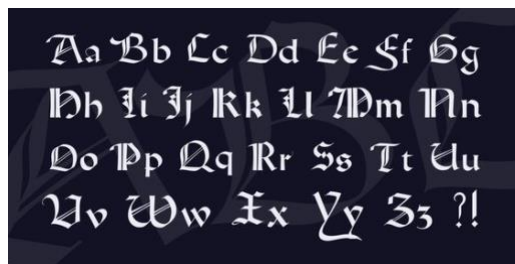 Aa Bb Cc Dd Ee Ff Gg
Hh Ii Jj Kk Ll Mm Nn
Oo Pp Qq Rr Ss Tt Uu
Vv Ww Xx Yy Zz ?!